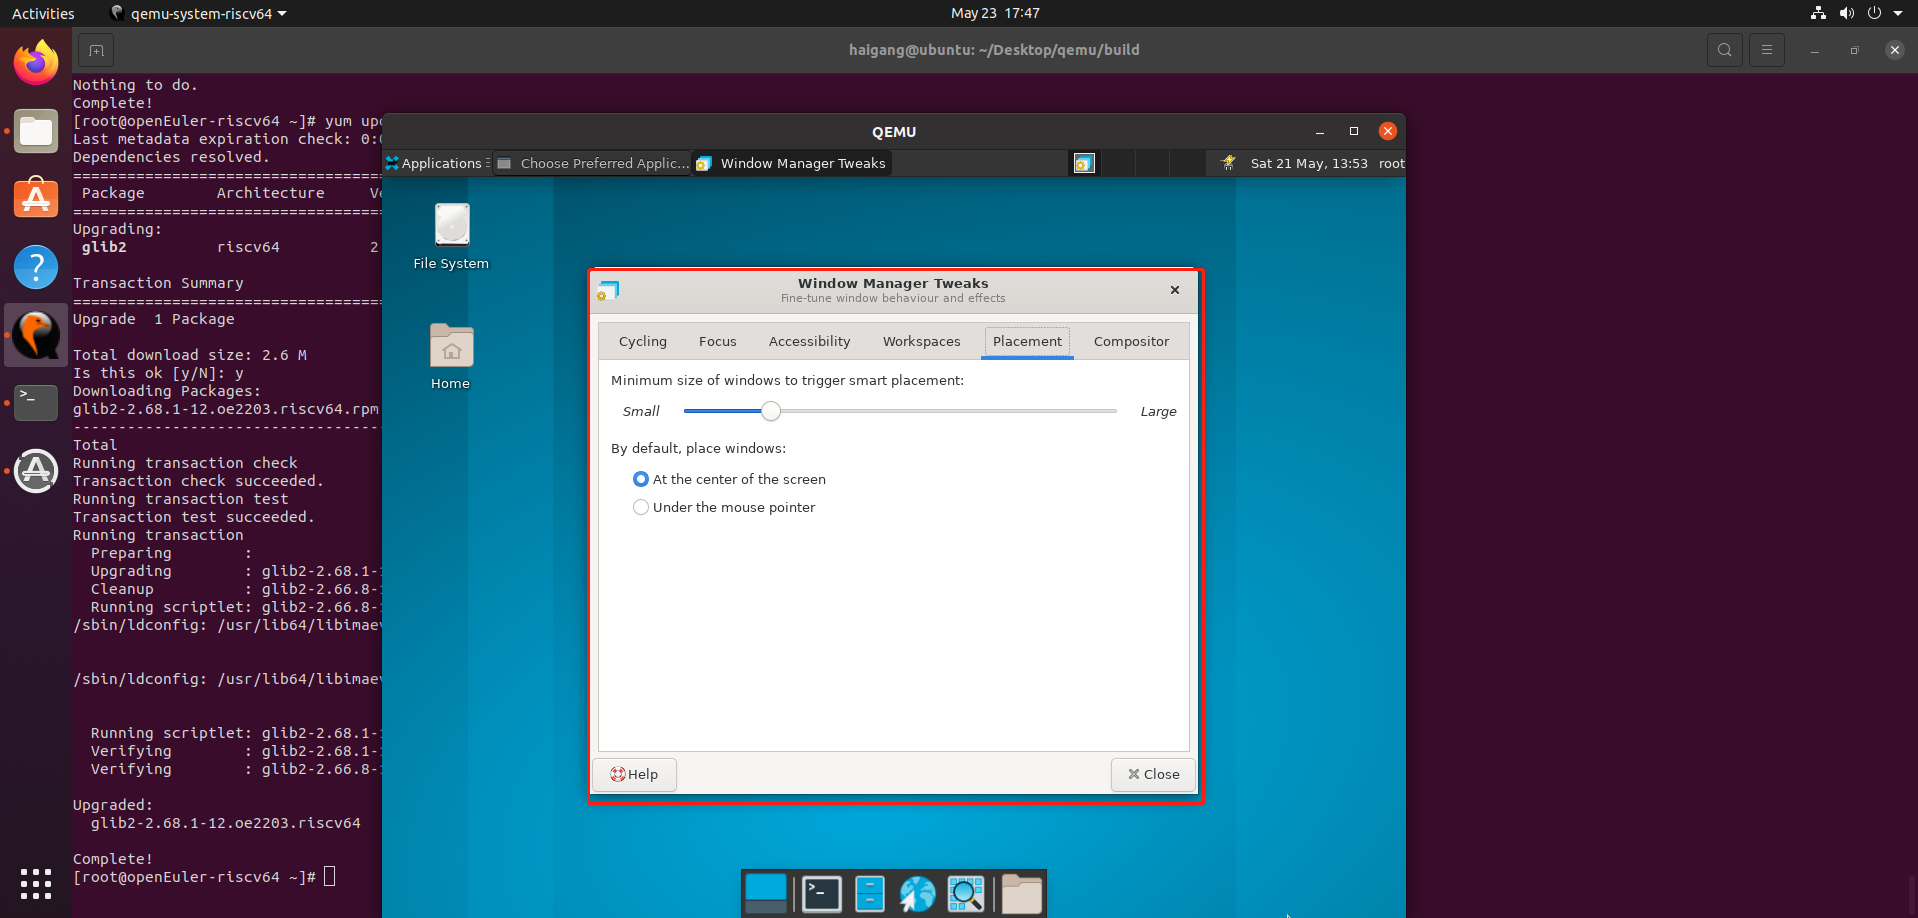 Activities
qemu-system-riscv64
May 23 17:47
haigang@ubuntu: ~/Desktop/qemu/build
Nothing to do.
Complete!
[root@openEuler-riscv64 ~]# yum upd
Last metadata expiration check: 0:
Dependencies resolved.
================================
Package Architecture Ve
================================
Upgrading:
glib2 riscv64 2
Transaction Summary
================================
Upgrade 1 Package
Total download size: 2.6 M
Is this ok [y/N]: y
Downloading Packages:
glib2-2.68.1-12.oe2203.riscv64.rpm
--------------------------------
Total
Running transaction check
Transaction check succeeded.
Running transaction test
Transaction test succeeded.
Running transaction
Preparing :
Upgrading : glib2-2.68.1-
Cleanup : glib2-2.66.8-
Running scriptlet: glib2-2.66.8-
/sbin/ldconfig: /usr/lib64/libimaev
/sbin/ldconfig: /usr/lib64/libimaev
Running scriptlet: glib2-2.68.1-
Verifying : glib2-2.68.1-
Verifying : glib2-2.66.8-
Upgraded:
glib2-2.68.1-12.oe2203.riscv64
Complete!
[root@openEuler-riscv64 ~]#
QEMU
Applications
Choose Preferred Applic...
Window Manager Tweaks
Sat 21 May, 13:53
root
File System
Home
Window Manager Tweaks
Fine-tune window behaviour and effects
Cycling
Focus
Accessibility
Workspaces
Placement
Compositor
Minimum size of windows to trigger smart placement:
Small
Large
By default, place windows:
At the center of the screen
Under the mouse pointer
Help
Close